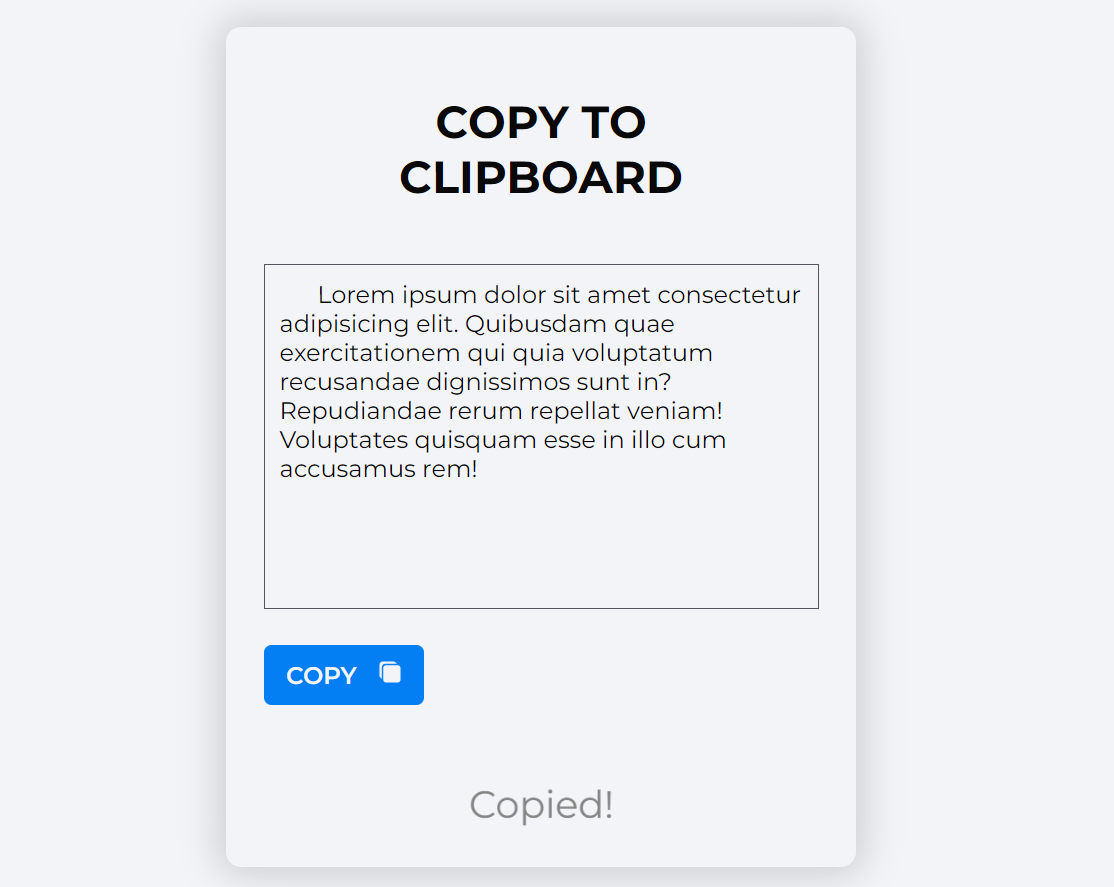 COPY TO
CLIPBOARD
Lorem ipsum dolor sit amet consectetur
adipisicing elit. Quibusdam quae
exercitationem qui quia voluptatum
recusandae dignissimos sunt in?
Repudiandae rerum repellat veniam!
Voluptates quisquam esse in illo cum
accusamus rem!
COPY
Copied!